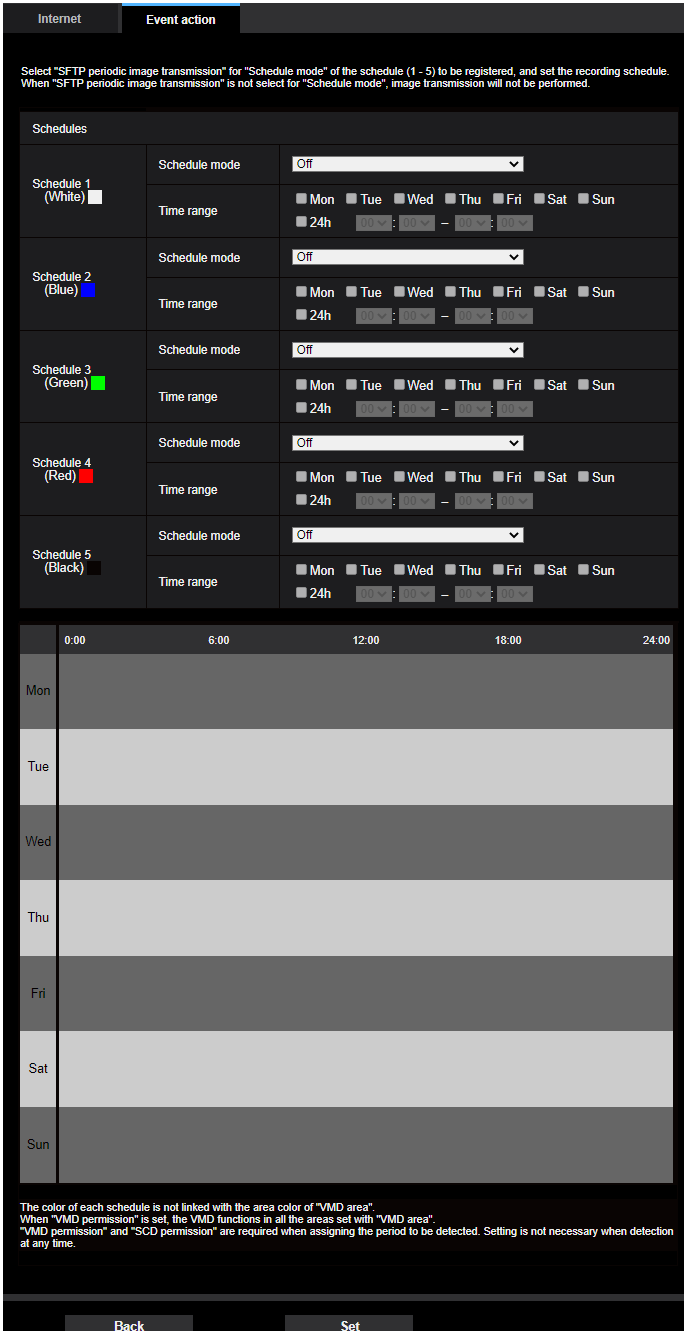 Internet Event action
Select "SFTP periodic image transmission" for "Schedule mode" of the schedule (1 - 5) to be registered, and set the recording schedule.
When "SFTP periodic image transmission" is not select for "Schedule mode", image transmission will not be performed.
Schedules
Schedule 1
(White)
Schedule mode Off
Time range Mon Tue Wed Thu Fri Sat Sun
24h 00 : 00 – 00 : 00
Schedule 2
(Blue)
Schedule mode Off
Time range Mon Tue Wed Thu Fri Sat Sun
24h 00 : 00 – 00 : 00
Schedule 3
(Green)
Schedule mode Off
Time range Mon Tue Wed Thu Fri Sat Sun
24h 00 : 00 – 00 : 00
Schedule 4
(Red)
Schedule mode Off
Time range Mon Tue Wed Thu Fri Sat Sun
24h 00 : 00 – 00 : 00
Schedule 5
(Black)
Schedule mode Off
Time range Mon Tue Wed Thu Fri Sat Sun
24h 00 : 00 – 00 : 00
0:00 6:00 12:00 18:00 24:00
Mon
Tue
Wed
Thu
Fri
Sat
Sun
The color of each schedule is not linked with the area color of "VMD area".
When "VMD permission" is set, the VMD functions in all the areas set with "VMD area".
"VMD permission" and "SCD permission" are required when assigning the period to be detected. Setting is not necessary when detection
at any time.
Back Set